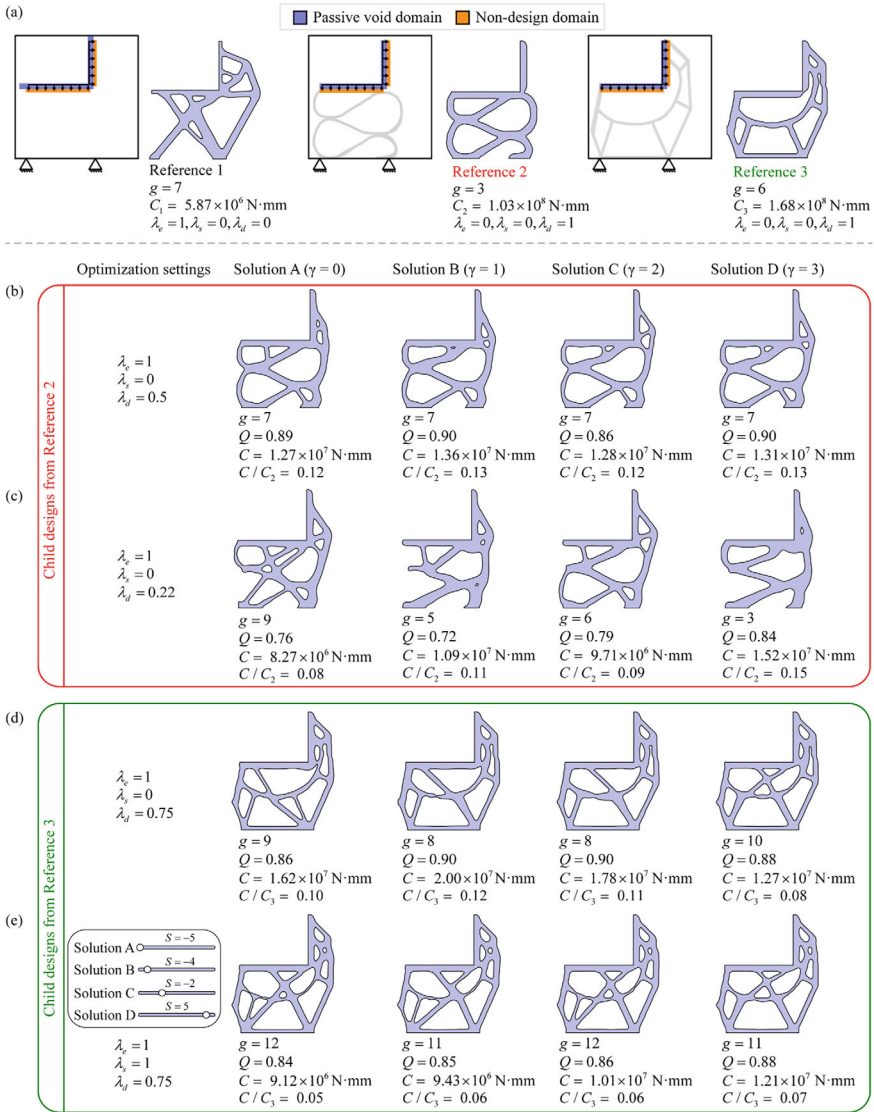 (a)
Passive void domain Non-design domain
Reference 1 Reference 2 Reference 3
g = 7 g = 3 g = 6
C₁ = 5.87×10⁶ N·mm C₂ = 1.03×10⁸ N·mm C₃ = 1.68×10⁸ N·mm
λₑ = 1, λₛ = 0, λ_d = 0 λₑ = 0, λₛ = 0, λ_d = 1 λₑ = 0, λₛ = 0, λ_d = 1
Optimization settings Solution A (γ = 0) Solution B (γ = 1) Solution C (γ = 2) Solution D (γ = 3)
Child designs from Reference 2
(b)
λₑ = 1
λₛ = 0
λ_d = 0.5
g = 7 g = 7 g = 7 g = 7
Q = 0.89 Q = 0.90 Q = 0.86 Q = 0.90
C = 1.27×10⁷ N·mm C = 1.36×10⁷ N·mm C = 1.28×10⁷ N·mm C = 1.31×10⁷ N·mm
C / C₂ = 0.12 C / C₂ = 0.13 C / C₂ = 0.12 C / C₂ = 0.13
(c)
λₑ = 1
λₛ = 0
λ_d = 0.22
g = 9 g = 5 g = 6 g = 3
Q = 0.76 Q = 0.72 Q = 0.79 Q = 0.84
C = 8.27×10⁶ N·mm C = 1.09×10⁷ N·mm C = 9.71×10⁶ N·mm C = 1.52×10⁷ N·mm
C / C₂ = 0.08 C / C₂ = 0.11 C / C₂ = 0.09 C / C₂ = 0.15
Child designs from Reference 3
(d)
λₑ = 1
λₛ = 0
λ_d = 0.75
g = 9 g = 8 g = 8 g = 10
Q = 0.86 Q = 0.90 Q = 0.90 Q = 0.88
C = 1.62×10⁷ N·mm C = 2.00×10⁷ N·mm C = 1.78×10⁷ N·mm C = 1.27×10⁷ N·mm
C / C₃ = 0.10 C / C₃ = 0.12 C / C₃ = 0.11 C / C₃ = 0.08
(e)
Solution A S = −5
Solution B S = −4
Solution C S = −2
Solution D S = 5
λₑ = 1
λₛ = 1
λ_d = 0.75
g = 12 g = 11 g = 12 g = 11
Q = 0.84 Q = 0.85 Q = 0.86 Q = 0.88
C = 9.12×10⁶ N·mm C = 9.43×10⁶ N·mm C = 1.01×10⁷ N·mm C = 1.21×10⁷ N·mm
C / C₃ = 0.05 C / C₃ = 0.06 C / C₃ = 0.06 C / C₃ = 0.07